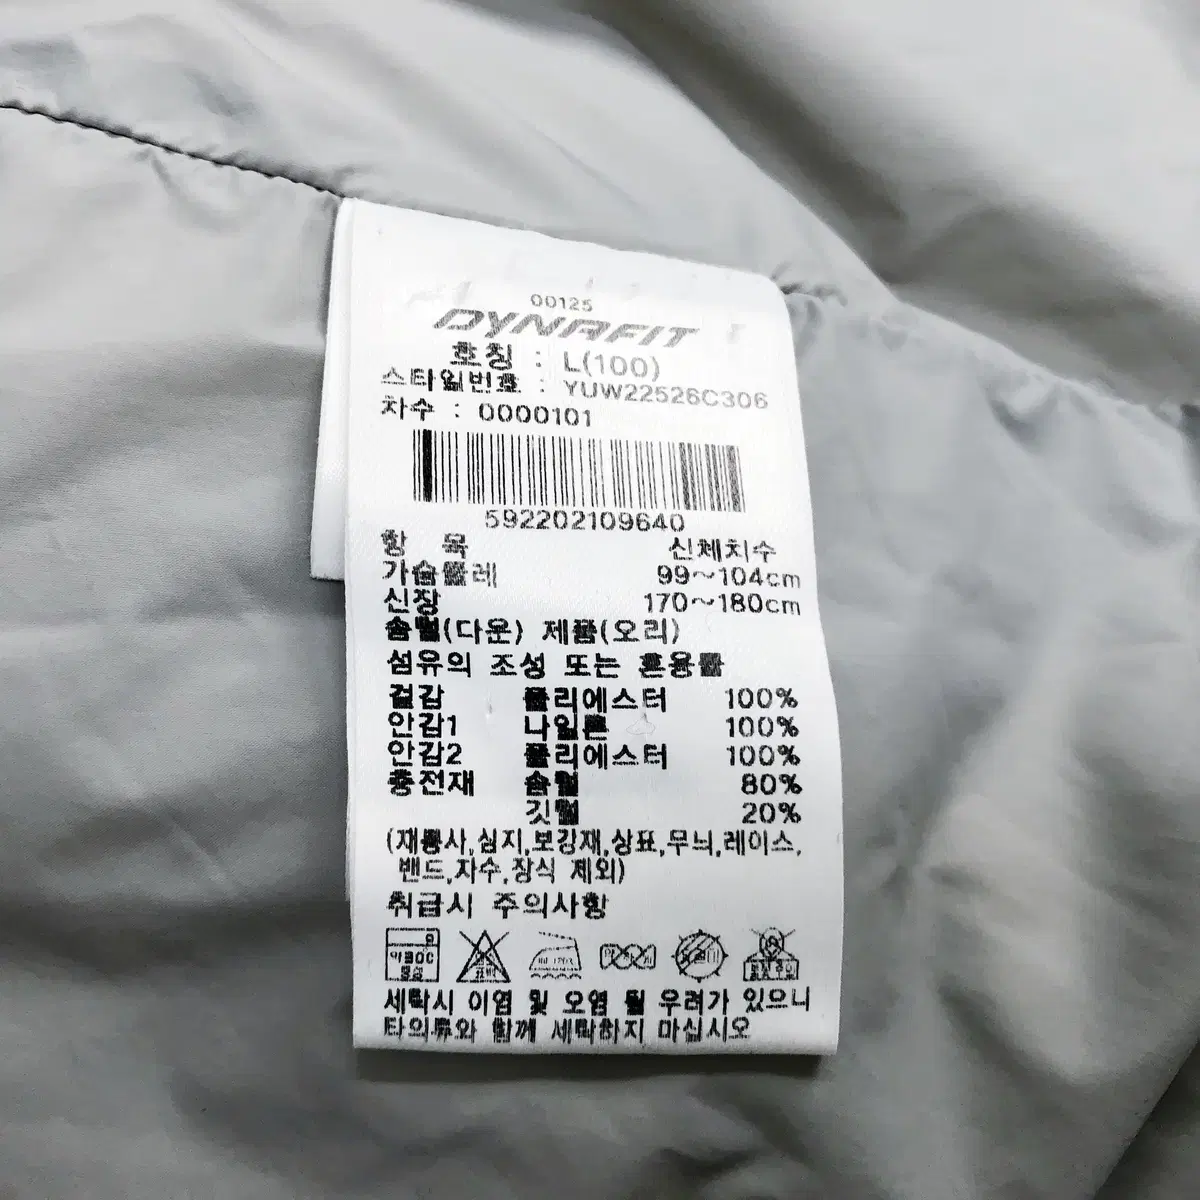 00125
DYNAFIT
호칭 : L(100)
스타일번호 : YUW22526C306
차수 : 0000101
592202109640
항 목 신체치수
가슴둘레 99~104cm
신장 170~180cm
솜털(다운) 제품(오리)
섬유의 조성 또는 혼용률
겉감 폴리에스터 100%
안감1 나일론 100%
안감2 폴리에스터 100%
충전재 솜털 80%
깃털 20%
(재봉사,심지,보강재,상표,무늬,레이스,
밴드,자수,장식 제외)
취급시 주의사항
세탁시 이염 및 오염 될 우려가 있으니
타의류와 함께 세탁하지 마십시오